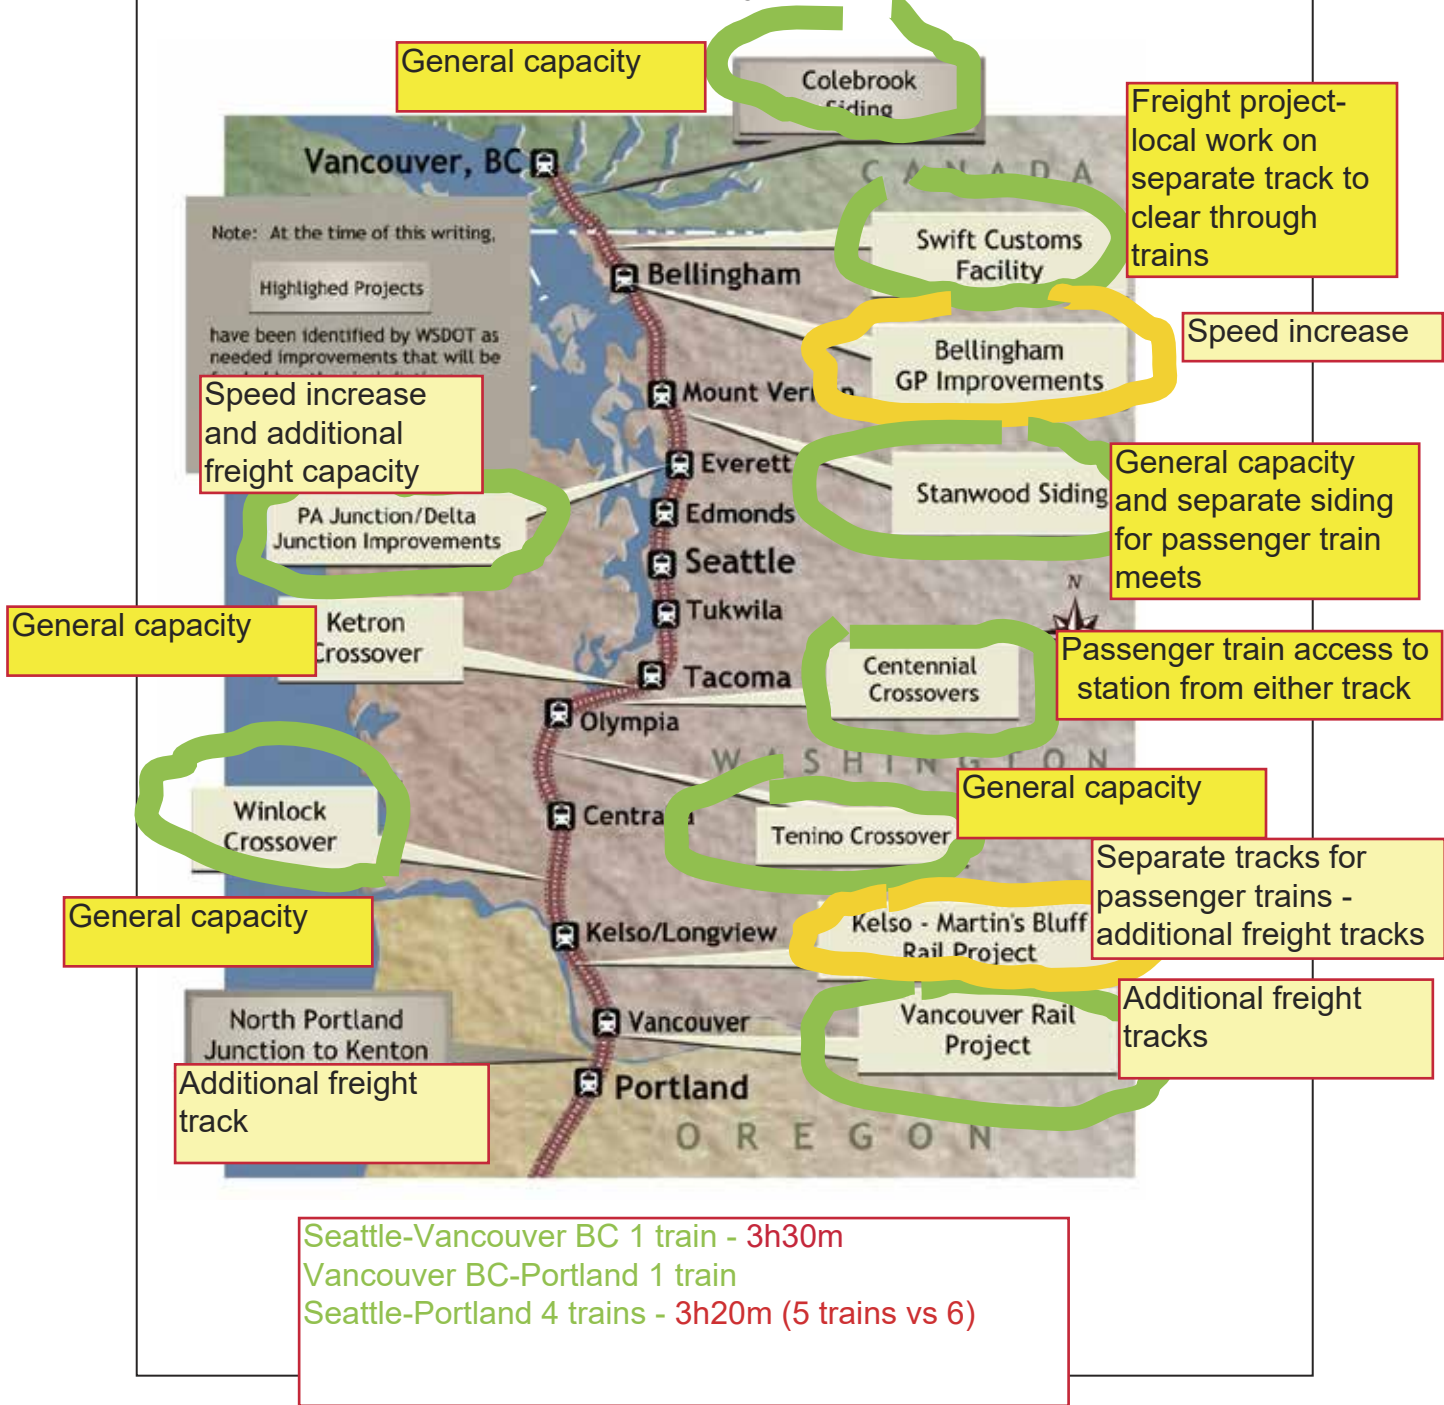 General capacity
Colebrook
Siding
Freight project-
local work on
separate track to
clear through
trains
Vancouver, BC
CANADA
Note: At the time of this writing,
Highlighed Projects
have been identified by WSDOT as
needed improvements that will be
Swift Customs
Facility
Bellingham
Speed increase
Bellingham
GP Improvements
Mount Vernon
Speed increase
and additional
freight capacity
Everett
Stanwood Siding
General capacity
and separate siding
for passenger train
meets
PA Junction/Delta
Junction Improvements
Edmonds
Seattle
N
General capacity
Ketron
Crossover
Tukwila
Tacoma
Centennial
Crossovers
Passenger train access to
station from either track
Olympia
WASHINGTON
General capacity
Winlock
Crossover
Centralia
Tenino Crossover
Separate tracks for
passenger trains -
additional freight tracks
General capacity
Kelso/Longview
Kelso - Martin's Bluff
Rail Project
North Portland
Junction to Kenton
Vancouver
Vancouver Rail
Project
Additional freight
tracks
Additional freight
track
Portland
OREGON
Seattle-Vancouver BC 1 train - 3h30m
Vancouver BC-Portland 1 train
Seattle-Portland 4 trains - 3h20m (5 trains vs 6)